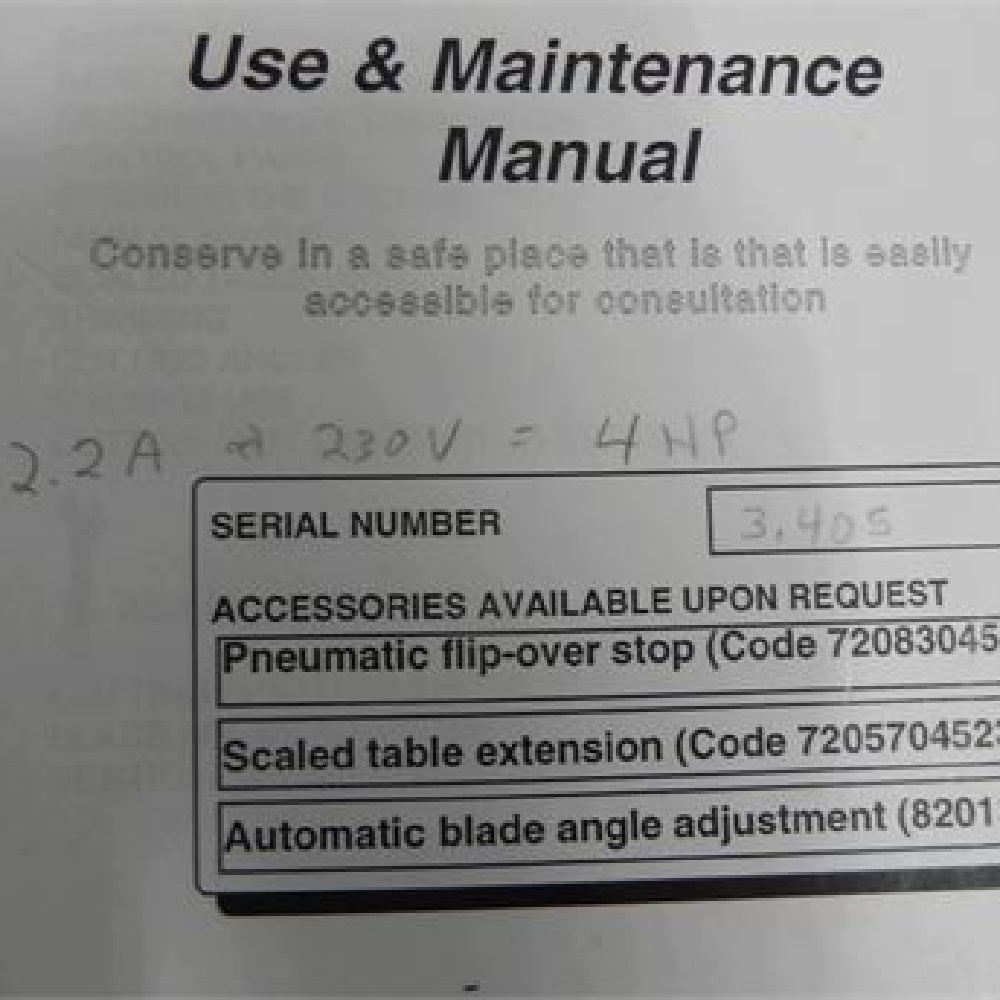 Use & Maintenance
Manual
Conserve in a safe place that is that is easily
accessible for consultation
2.2A 230V = 4HP
SERIAL NUMBER 3.405
ACCESSORIES AVAILABLE UPON REQUEST
Pneumatic flip-over stop (Code 72083045
Scaled table extension (Code 720570452
Automatic blade angle adjustment (8201